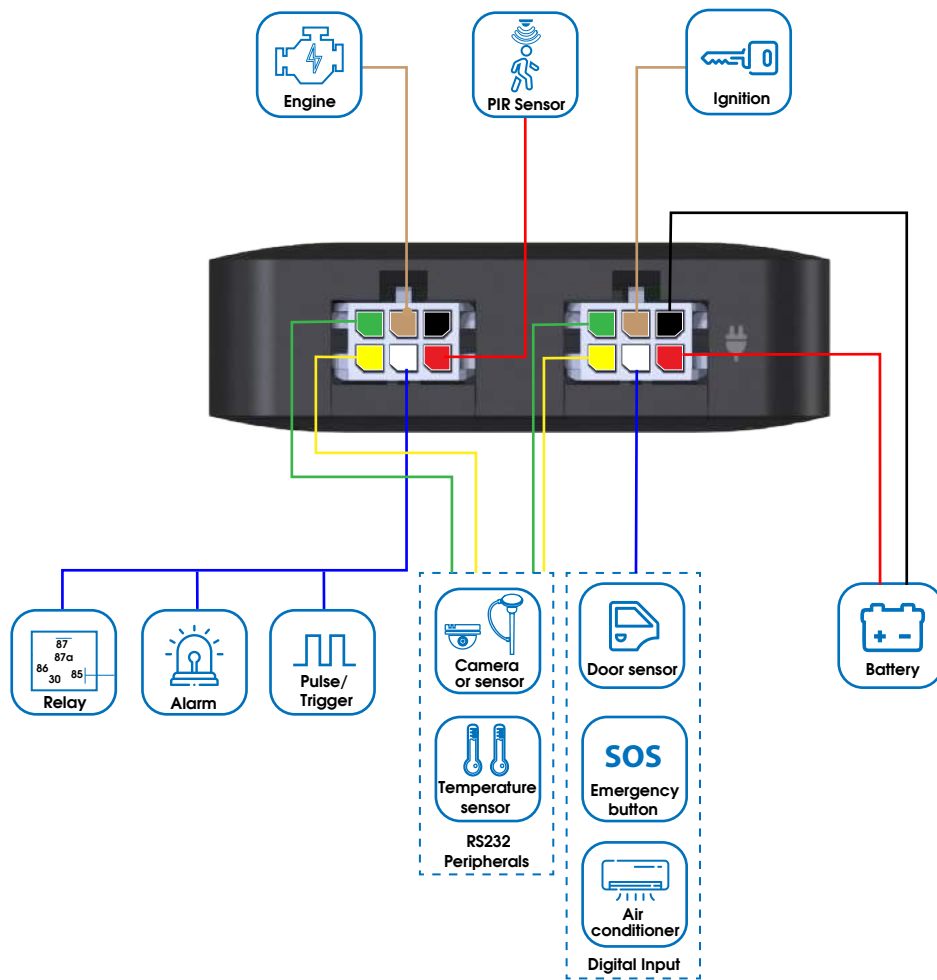 Engine
PIR Sensor
Ignition
87
87a
86
30
85
Relay
Alarm
Pulse/
Trigger
Camera
or sensor
Temperature
sensor
RS232
Peripherals
Door sensor
SOS
Emergency
button
Air
conditioner
Digital Input
+ -
Battery